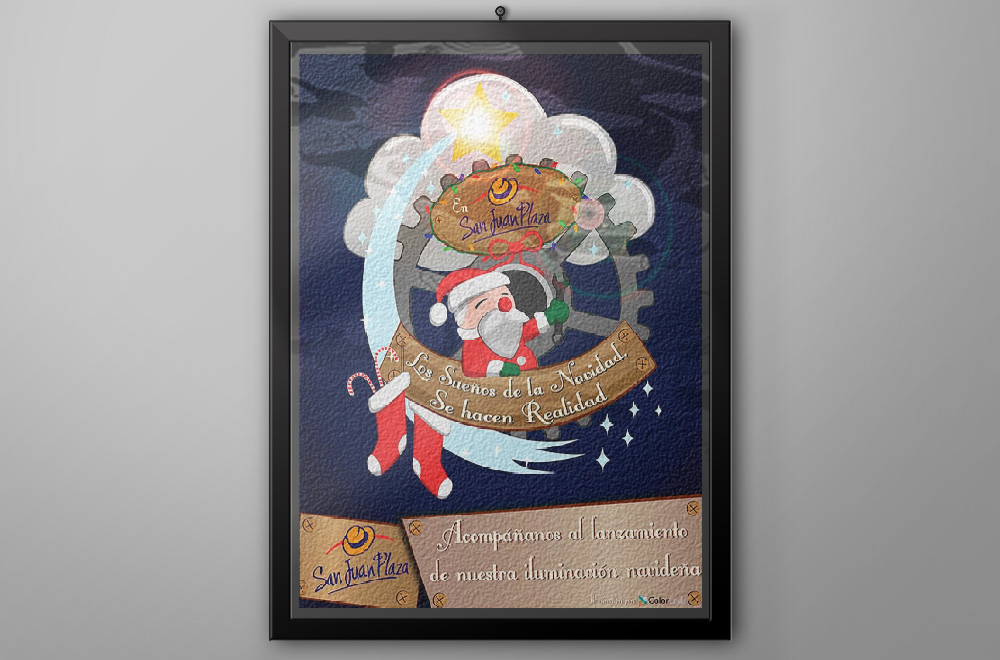 En
San Juan Plaza
Los Sueños de la Navidad,
Se hacen Realidad
Acompáñanos al lanzamiento
de nuestra iluminación navideña
San Juan Plaza
Color